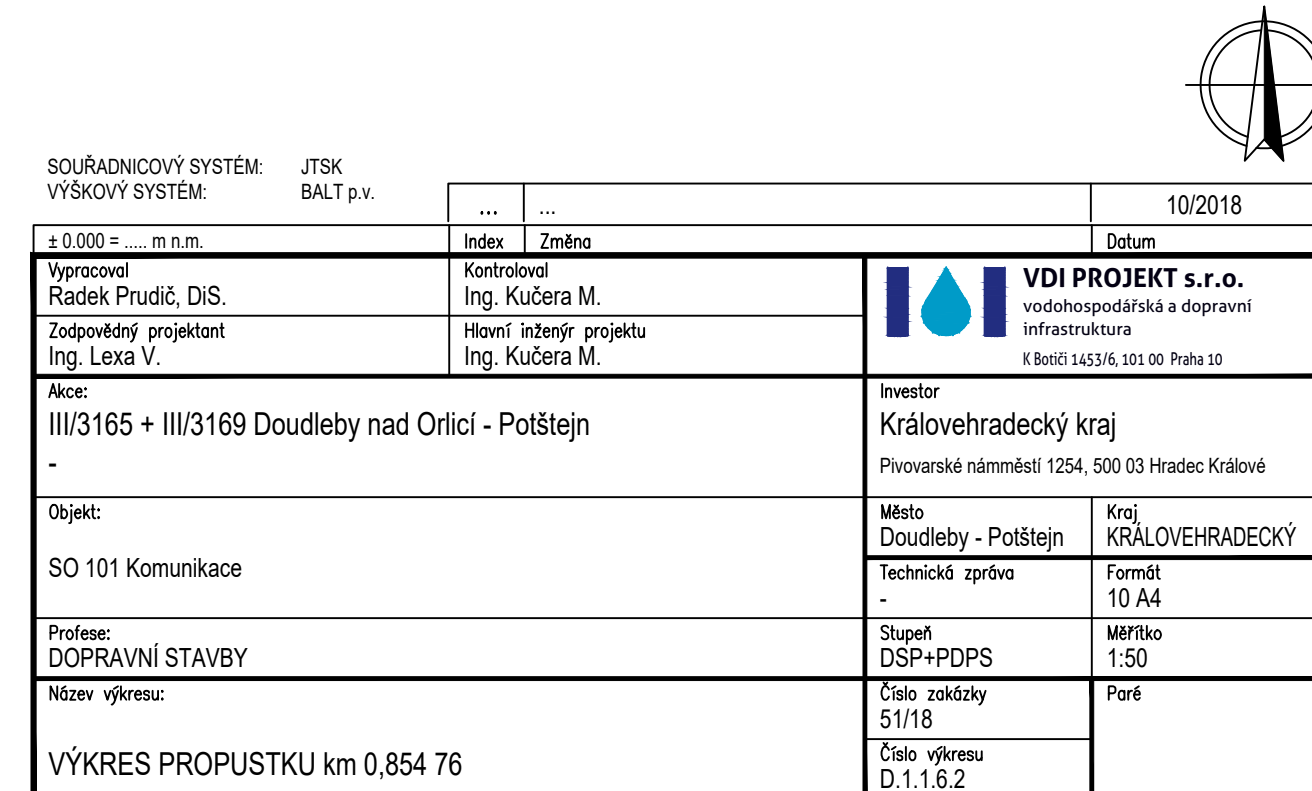 SOUŘADNICOVÝ SYSTÉM: JTSK
VÝŠKOVÝ SYSTÉM: BALT p.v.
... ... 10/2018
± 0.000 = ..... m n.m. Index Změna Datum
Vypracoval
Radek Prudič, DiS.
Kontroloval
Ing. Kučera M.
VDI PROJEKT s.r.o.
vodohospodářská a dopravní
infrastruktura
K Botiči 1453/6, 101 00 Praha 10
Zodpovědný projektant
Ing. Lexa V.
Hlavní inženýr projektu
Ing. Kučera M.
Akce:
III/3165 + III/3169 Doudleby nad Orlicí - Potštejn
-
Investor
Královehradecký kraj
Pivovarské námměstí 1254, 500 03 Hradec Králové
Objekt:
SO 101 Komunikace
Město
Doudleby - Potštejn
Kraj
KRÁLOVEHRADECKÝ
Technická zpráva
-
Formát
10 A4
Profese:
DOPRAVNÍ STAVBY
Stupeň
DSP+PDPS
Měřítko
1:50
Název výkresu:
VÝKRES PROPUSTKU km 0,854 76
Číslo zakázky
51/18
Paré
Číslo výkresu
D.1.1.6.2